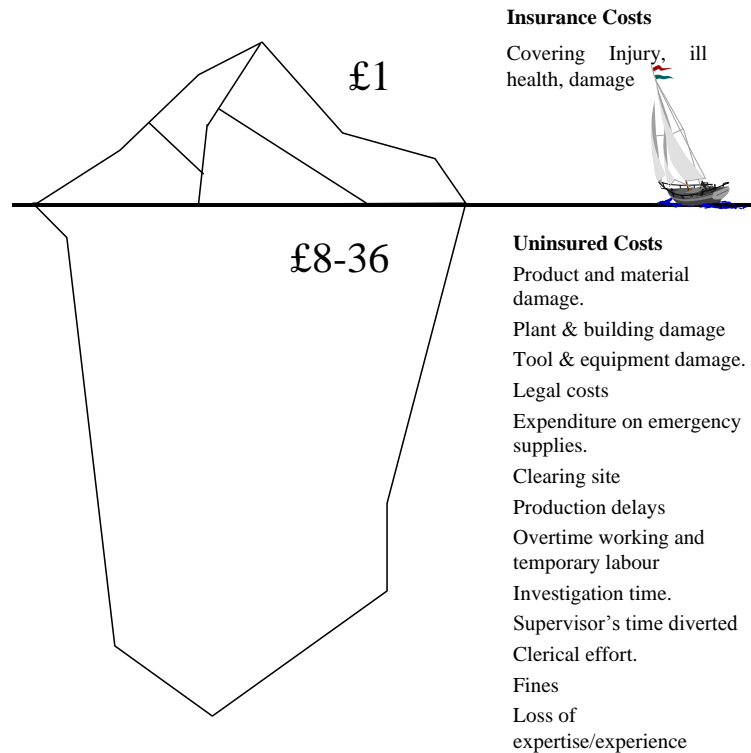 Insurance Costs
£1
Covering Injury, ill
health, damage
£8-36
Uninsured Costs
Product and material
damage.
Plant & building damage
Tool & equipment damage.
Legal costs
Expenditure on emergency
supplies.
Clearing site
Production delays
Overtime working and
temporary labour
Investigation time.
Supervisor’s time diverted
Clerical effort.
Fines
Loss of
expertise/experience